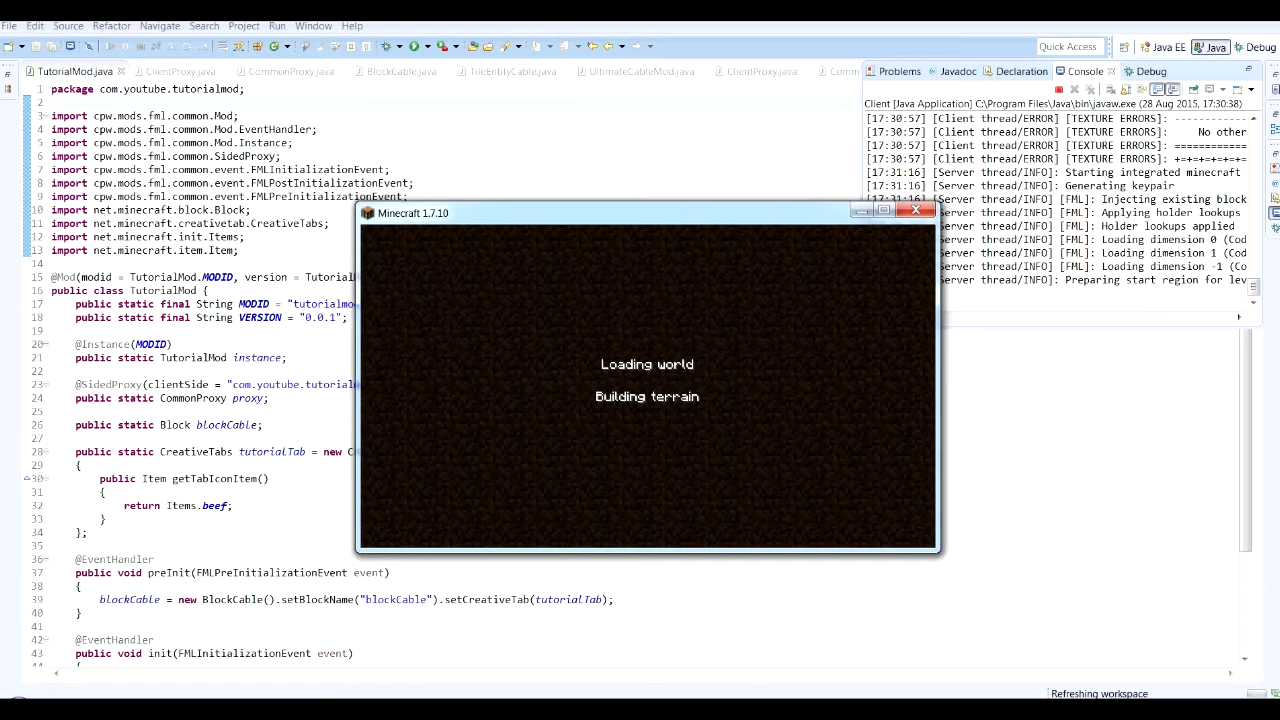 File Edit Source Refactor Navigate Search Project Run Window Help
Quick Access Java EE Java Debug
TutorialMod.java ClientProxy.java CommonProxy.java BlockCable.java TileEntityCable.java UltimateCableMod.java ClientProxy.java Comm
1 package com.youtube.tutorialmod;
2
3 import cpw.mods.fml.common.Mod;
4 import cpw.mods.fml.common.Mod.EventHandler;
5 import cpw.mods.fml.common.Mod.Instance;
6 import cpw.mods.fml.common.SidedProxy;
7 import cpw.mods.fml.common.event.FMLInitializationEvent;
8 import cpw.mods.fml.common.event.FMLPostInitializationEvent;
9 import cpw.mods.fml.common.event.FMLPreInitializationEvent;
10 import net.minecraft.block.Block;
11 import net.minecraft.creativetab.CreativeTabs;
12 import net.minecraft.init.Items;
13 import net.minecraft.item.Item;
14
15 @Mod(modid = TutorialMod.MODID, version = Tutorial
16 public class TutorialMod {
17 public static final String MODID = "tutorialmo
18 public static final String VERSION = "0.0.1";
19
20 @Instance(MODID)
21 public static TutorialMod instance;
22
23 @SidedProxy(clientSide = "com.youtube.tutorial
24 public static CommonProxy proxy;
25
26 public static Block blockCable;
27
28 public static CreativeTabs tutorialTab = new C
29 {
30 public Item getTabIconItem()
31 {
32 return Items.beef;
33 }
34 };
35
36 @EventHandler
37 public void preInit(FMLPreInitializationEvent event)
38 {
39 blockCable = new BlockCable().setBlockName("blockCable").setCreativeTab(tutorialTab);
40 }
41
42 @EventHandler
43 public void init(FMLInitializationEvent event)
44
Minecraft 1.7.10
Loading world
Building terrain
Problems Javadoc Declaration Console Debug
Client [Java Application] C:\Program Files\Java\bin\javaw.exe (28 Aug 2015, 17:30:38)
[17:30:57] [Client thread/ERROR] [TEXTURE ERRORS]: ----------
[17:30:57] [Client thread/ERROR] [TEXTURE ERRORS]: No other
[17:30:57] [Client thread/ERROR] [TEXTURE ERRORS]: ============
[17:30:57] [Client thread/ERROR] [TEXTURE ERRORS]: +=+=+=+=+=+=
[17:31:16] [Server thread/INFO]: Starting integrated minecraft
[17:31:16] [Server thread/INFO]: Generating keypair
erver thread/INFO] [FML]: Injecting existing block
erver thread/INFO] [FML]: Applying holder lookups
erver thread/INFO] [FML]: Holder lookups applied
erver thread/INFO] [FML]: Loading dimension 0 (Cod
erver thread/INFO] [FML]: Loading dimension 1 (Cod
erver thread/INFO] [FML]: Loading dimension -1 (Co
erver thread/INFO]: Preparing start region for lev
Refreshing workspace